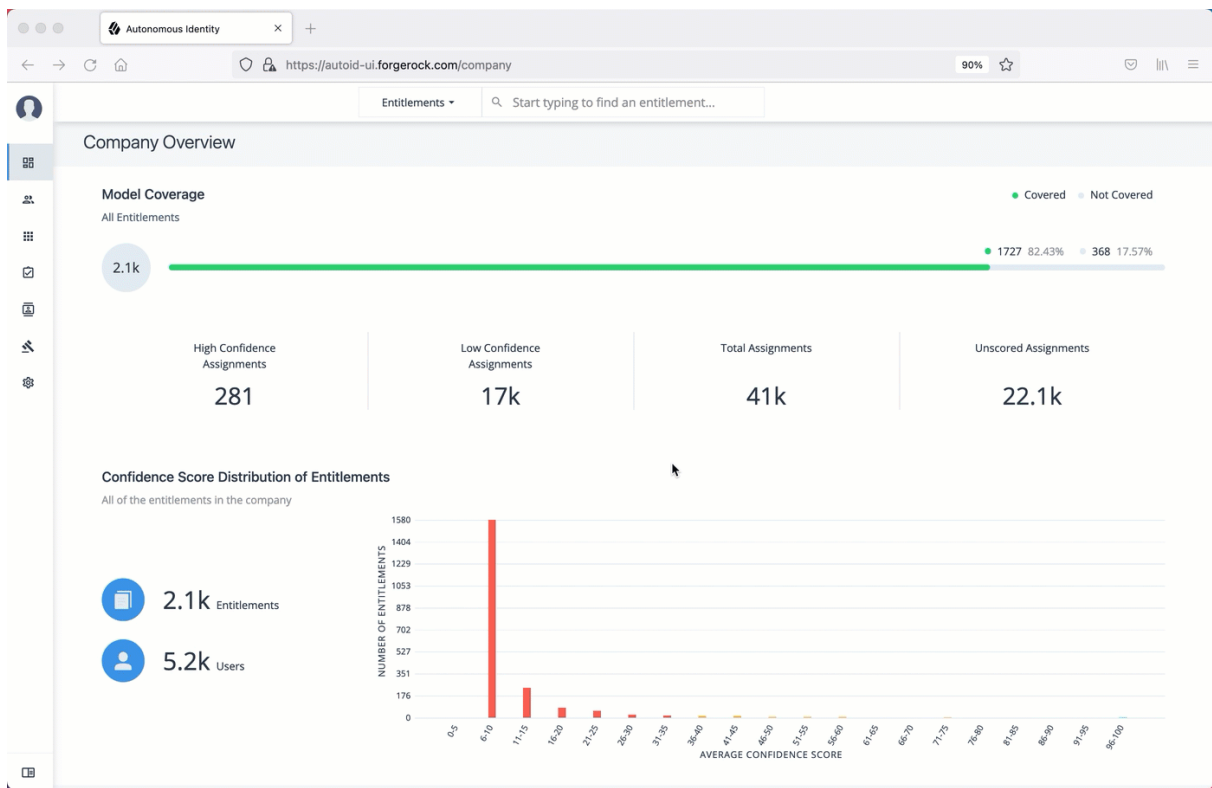 Autonomous Identity
https://autoid-ui.forgerock.com/company
90%
Entitlements
Start typing to find an entitlement...
Company Overview
Model Coverage
Covered
Not Covered
All Entitlements
1727 82.43%
368 17.57%
2.1k
High Confidence
Assignments
281
Low Confidence
Assignments
17k
Total Assignments
41k
Unscored Assignments
22.1k
Confidence Score Distribution of Entitlements
All of the entitlements in the company
2.1k Entitlements
5.2k Users
NUMBER OF ENTITLEMENTS
1580
1404
1229
1053
878
702
527
351
176
0
0-5
6-10
11-15
16-20
21-25
26-30
31-35
36-40
41-45
46-50
51-55
56-60
61-65
66-70
71-75
76-80
81-85
86-90
91-95
96-100
AVERAGE CONFIDENCE SCORE